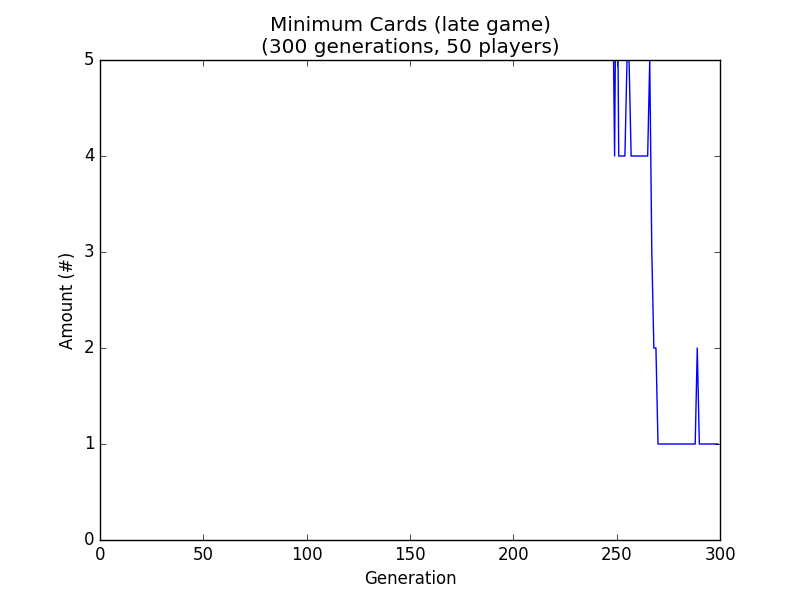 Minimum Cards (late game)
(300 generations, 50 players)
5
4
3
2
1
0
Amount (#)
0 50 100 150 200 250 300
Generation